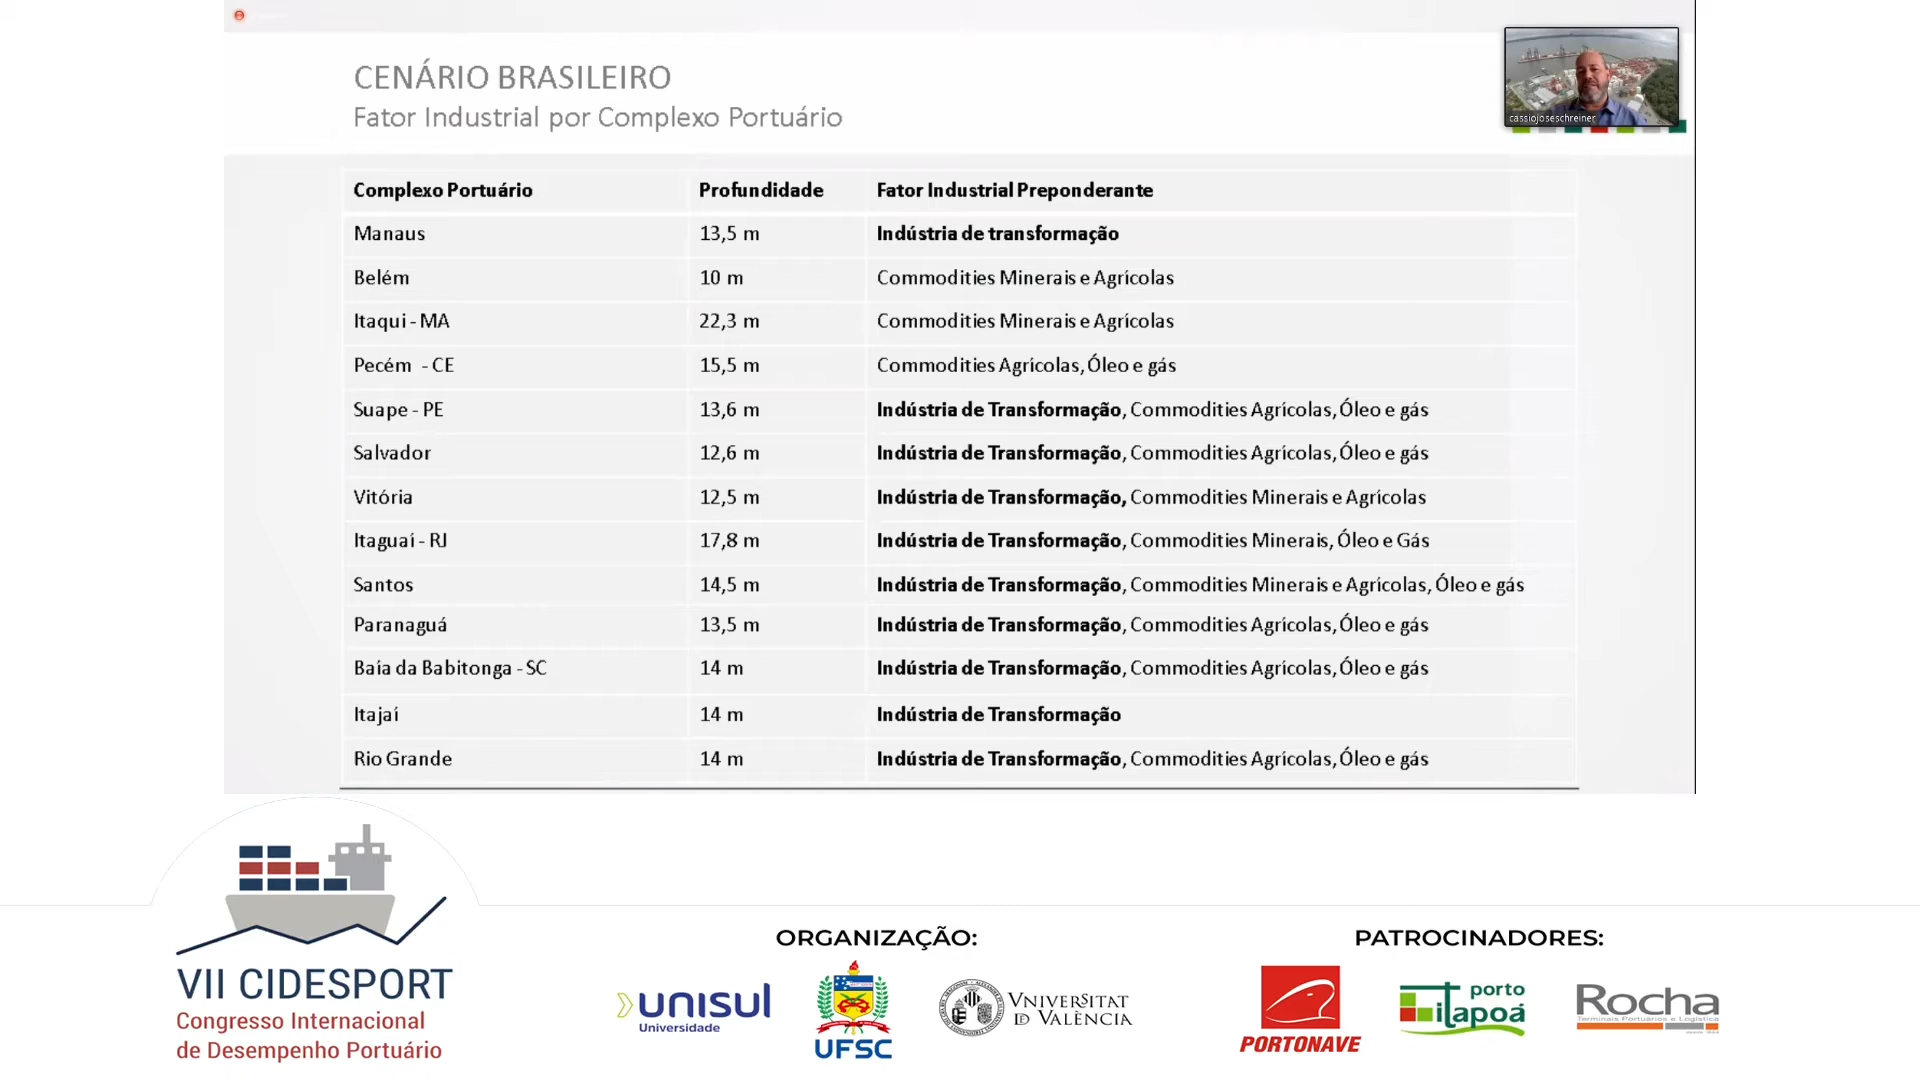 CENÁRIO BRASILEIRO
Fator Industrial por Complexo Portuário
cassiojoseschreiner
Complexo Portuário Profundidade Fator Industrial Preponderante
Manaus 13,5 m Indústria de transformação
Belém 10 m Commodities Minerais e Agrícolas
Itaqui - MA 22,3 m Commodities Minerais e Agrícolas
Pecém - CE 15,5 m Commodities Agrícolas, Óleo e gás
Suape - PE 13,6 m Indústria de Transformação, Commodities Agrícolas, Óleo e gás
Salvador 12,6 m Indústria de Transformação, Commodities Agrícolas, Óleo e gás
Vitória 12,5 m Indústria de Transformação, Commodities Minerais e Agrícolas
Itaguaí - RJ 17,8 m Indústria de Transformação, Commodities Minerais, Óleo e Gás
Santos 14,5 m Indústria de Transformação, Commodities Minerais e Agrícolas, Óleo e gás
Paranaguá 13,5 m Indústria de Transformação, Commodities Agrícolas, Óleo e gás
Baía da Babitonga - SC 14 m Indústria de Transformação, Commodities Agrícolas, Óleo e gás
Itajaí 14 m Indústria de Transformação
Rio Grande 14 m Indústria de Transformação, Commodities Agrícolas, Óleo e gás
VII CIDESPORT
Congresso Internacional
de Desempenho Portuário
ORGANIZAÇÃO:
UNISUL
Universidade
UFSC
VNIVERSITAT
DE VALÈNCIA
PATROCINADORES:
PORTONAVE
porto
itapoá
Rocha
Terminais Portuários e Logística